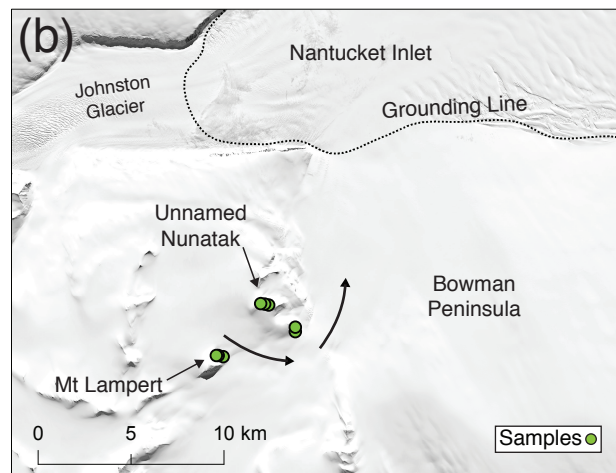 (b)
Nantucket Inlet
Johnston
Glacier
Grounding Line
Unnamed
Nunatak
Bowman
Peninsula
Mt Lampert
0 5 10 km
Samples